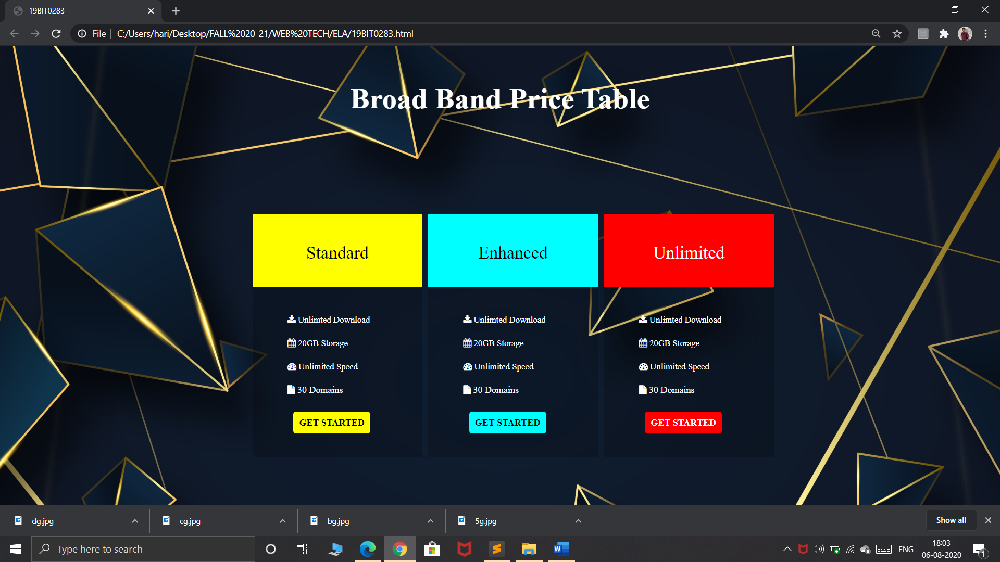 19BIT0283
File C:/Users/hari/Desktop/FALL%2020-21/WEB%20TECH/ELA/19BIT0283.html
Broad Band Price Table
Standard
Enhanced
Unlimited
Unlimted Download
20GB Storage
Unlimited Speed
30 Domains
GET STARTED
Unlimted Download
20GB Storage
Unlimited Speed
30 Domains
GET STARTED
Unlimted Download
20GB Storage
Unlimited Speed
30 Domains
GET STARTED
dg.jpg
cg.jpg
bg.jpg
5g.jpg
Show all
Type here to search
ENG
18:03
06-08-2020
1